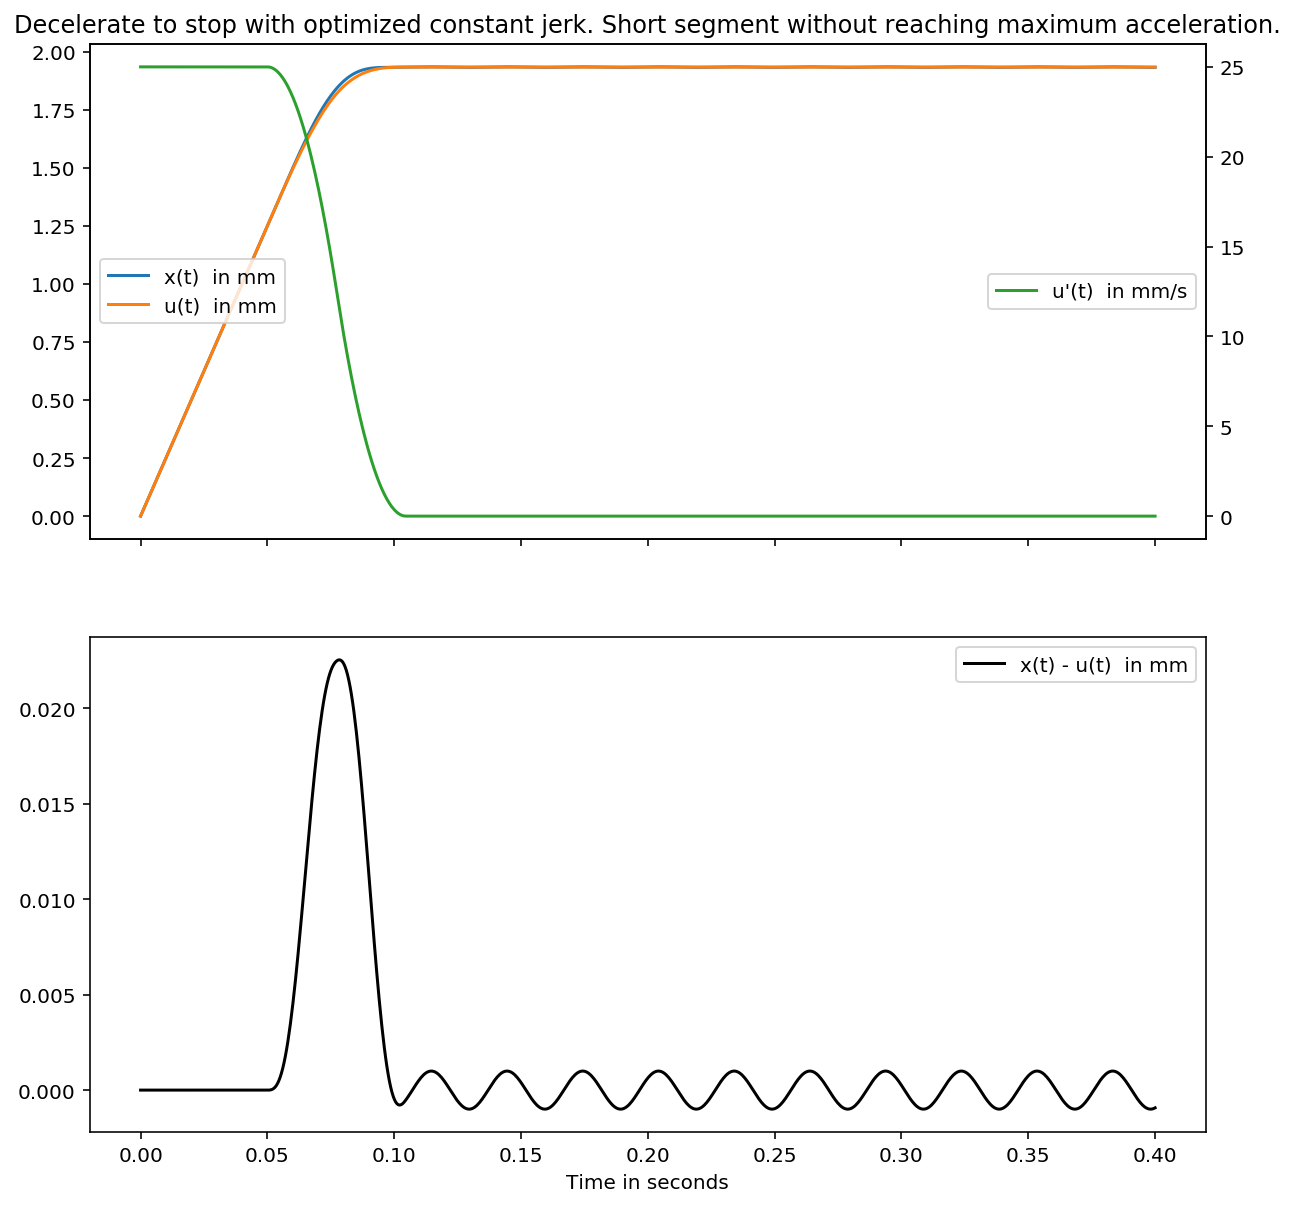 Decelerate to stop with optimized constant jerk. Short segment without reaching maximum acceleration.
2.00
1.75
1.50
1.25
1.00
0.75
0.50
0.25
0.00
x(t)  in mm
u(t)  in mm
25
20
15
10
5
0
u'(t)  in mm/s
0.020
0.015
0.010
0.005
0.000
x(t) - u(t)  in mm
0.00 0.05 0.10 0.15 0.20 0.25 0.30 0.35 0.40
Time in seconds